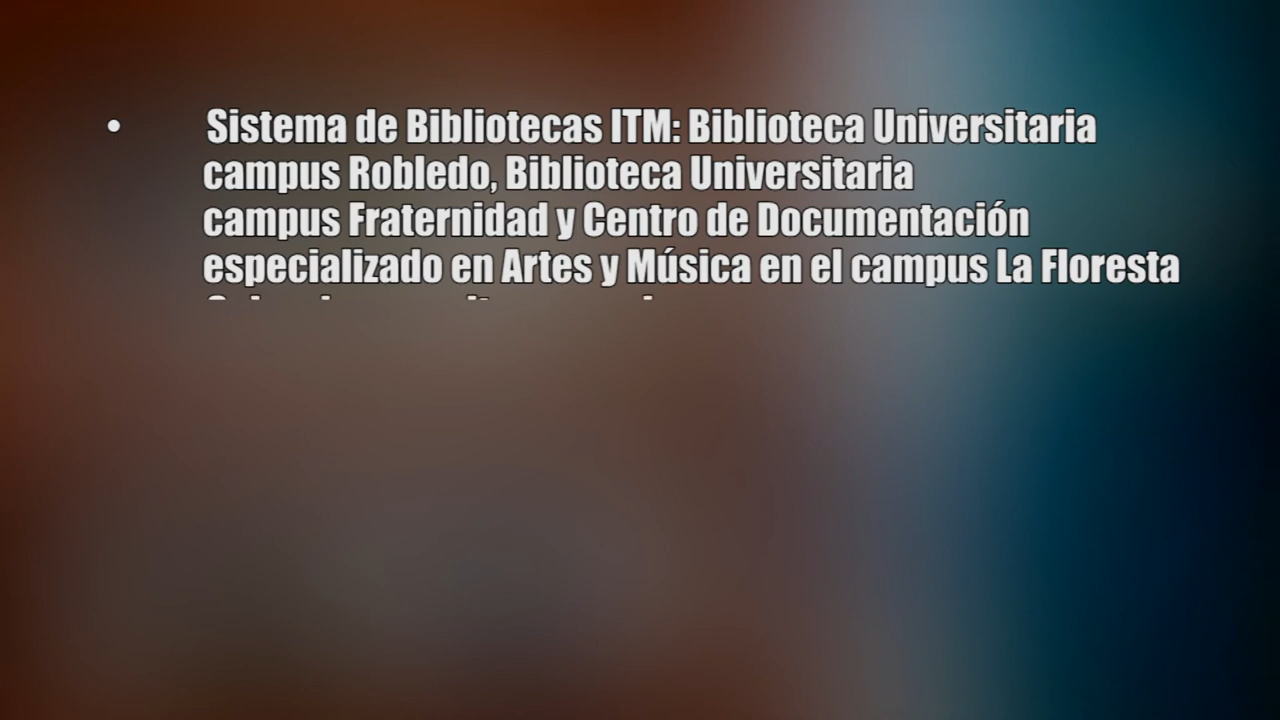 • Sistema de Bibliotecas ITM: Biblioteca Universitaria
campus Robledo, Biblioteca Universitaria
campus Fraternidad y Centro de Documentación
especializado en Artes y Música en el campus La Floresta